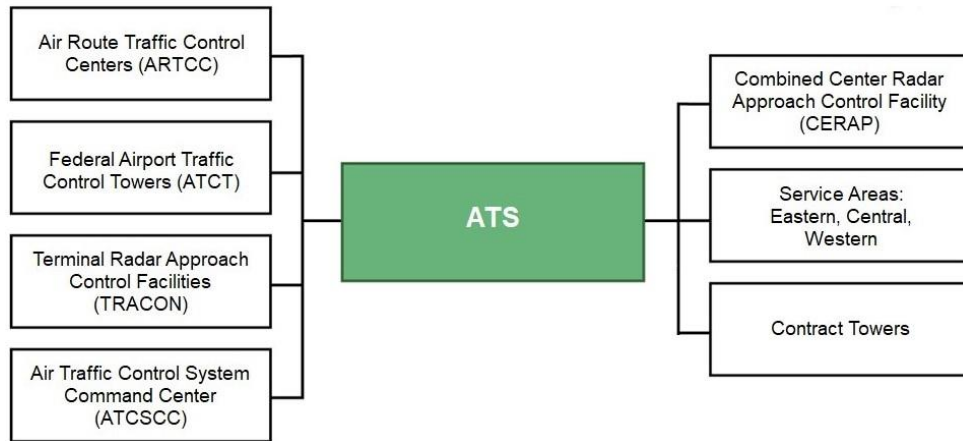 Air Route Traffic Control
Centers (ARTCC)
Federal Airport Traffic
Control Towers (ATCT)
Terminal Radar Approach
Control Facilities
(TRACON)
Air Traffic Control System
Command Center
(ATCSCC)
ATS
Combined Center Radar
Approach Control Facility
(CERAP)
Service Areas:
Eastern, Central,
Western
Contract Towers